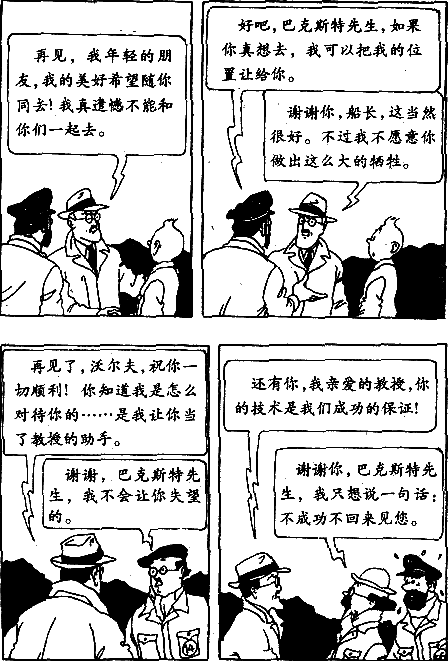 再见，我年轻的朋
友，我的美好希望随你
同去！我真遗憾不能和
你们一起去。
好吧，巴克斯特先生，如果
你真想去，我可以把我的位
置让给你。
谢谢你，船长，这当然
很好。不过我不愿意你
做出这么大的牺牲。
再见了，沃尔夫，祝你一
切顺利！你知道我是怎么
对待你的……是我让你当
了教授的助手。
谢谢，巴克斯特先
生，我不会让你失望
的。
还有你，我亲爱的教授，你
的技术是我们成功的保证！
谢谢你，巴克斯特先
生，我只想说一句话：
不成功不回来见您。